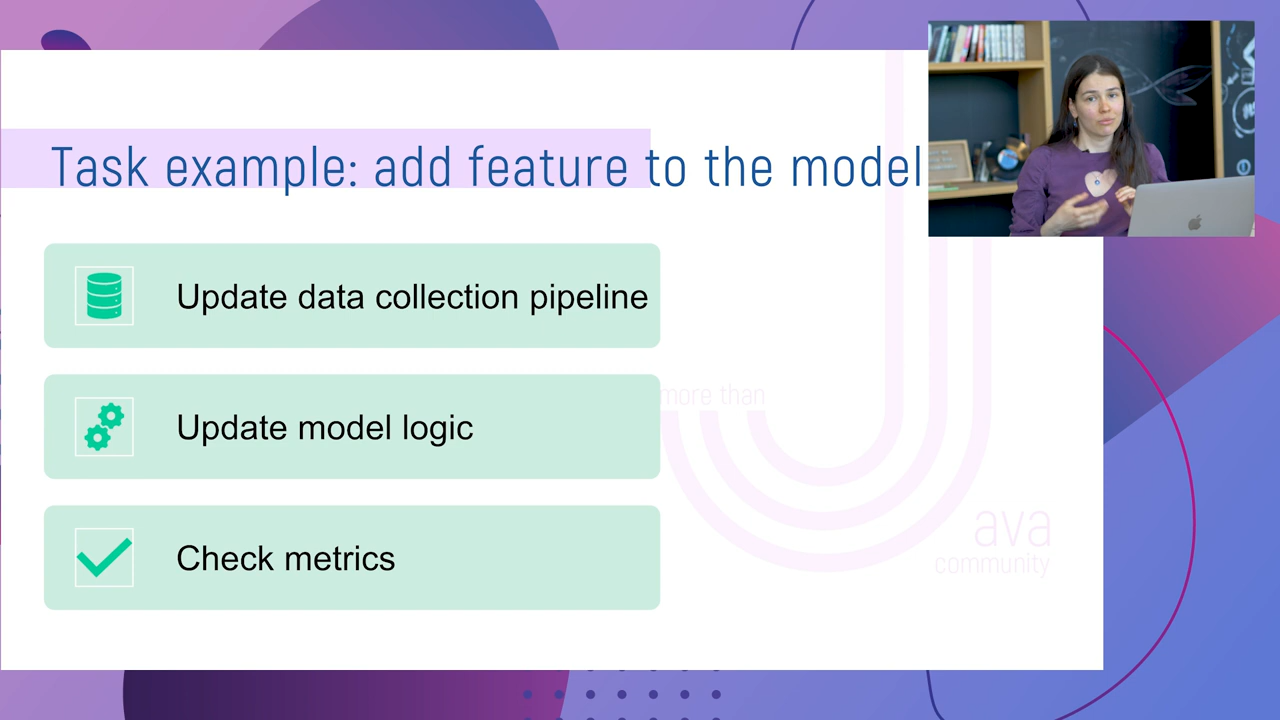 Task example: add feature to the model
Update data collection pipeline
Update model logic
Check metrics
more than
ava
community